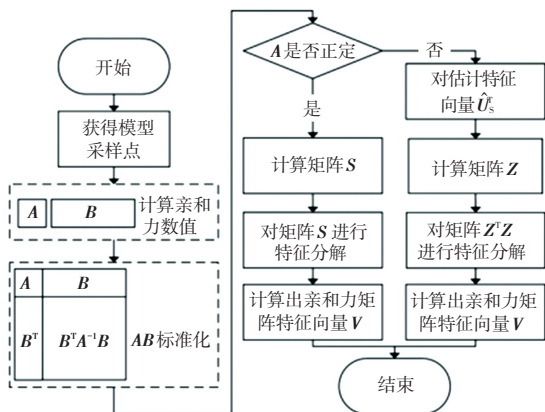 开始
获得模型
采样点
A B 计算亲和
力数值
A B
Bᵀ BᵀA⁻¹B AB标准化
A是否正定
否
是
计算矩阵S
对矩阵S进行
特征分解
计算出亲和力矩
阵特征向量V
对估计特征
向量Û
计算矩阵Z
对矩阵ZᵀZ
进行特征分解
计算出亲和力矩
阵特征向量V
结束